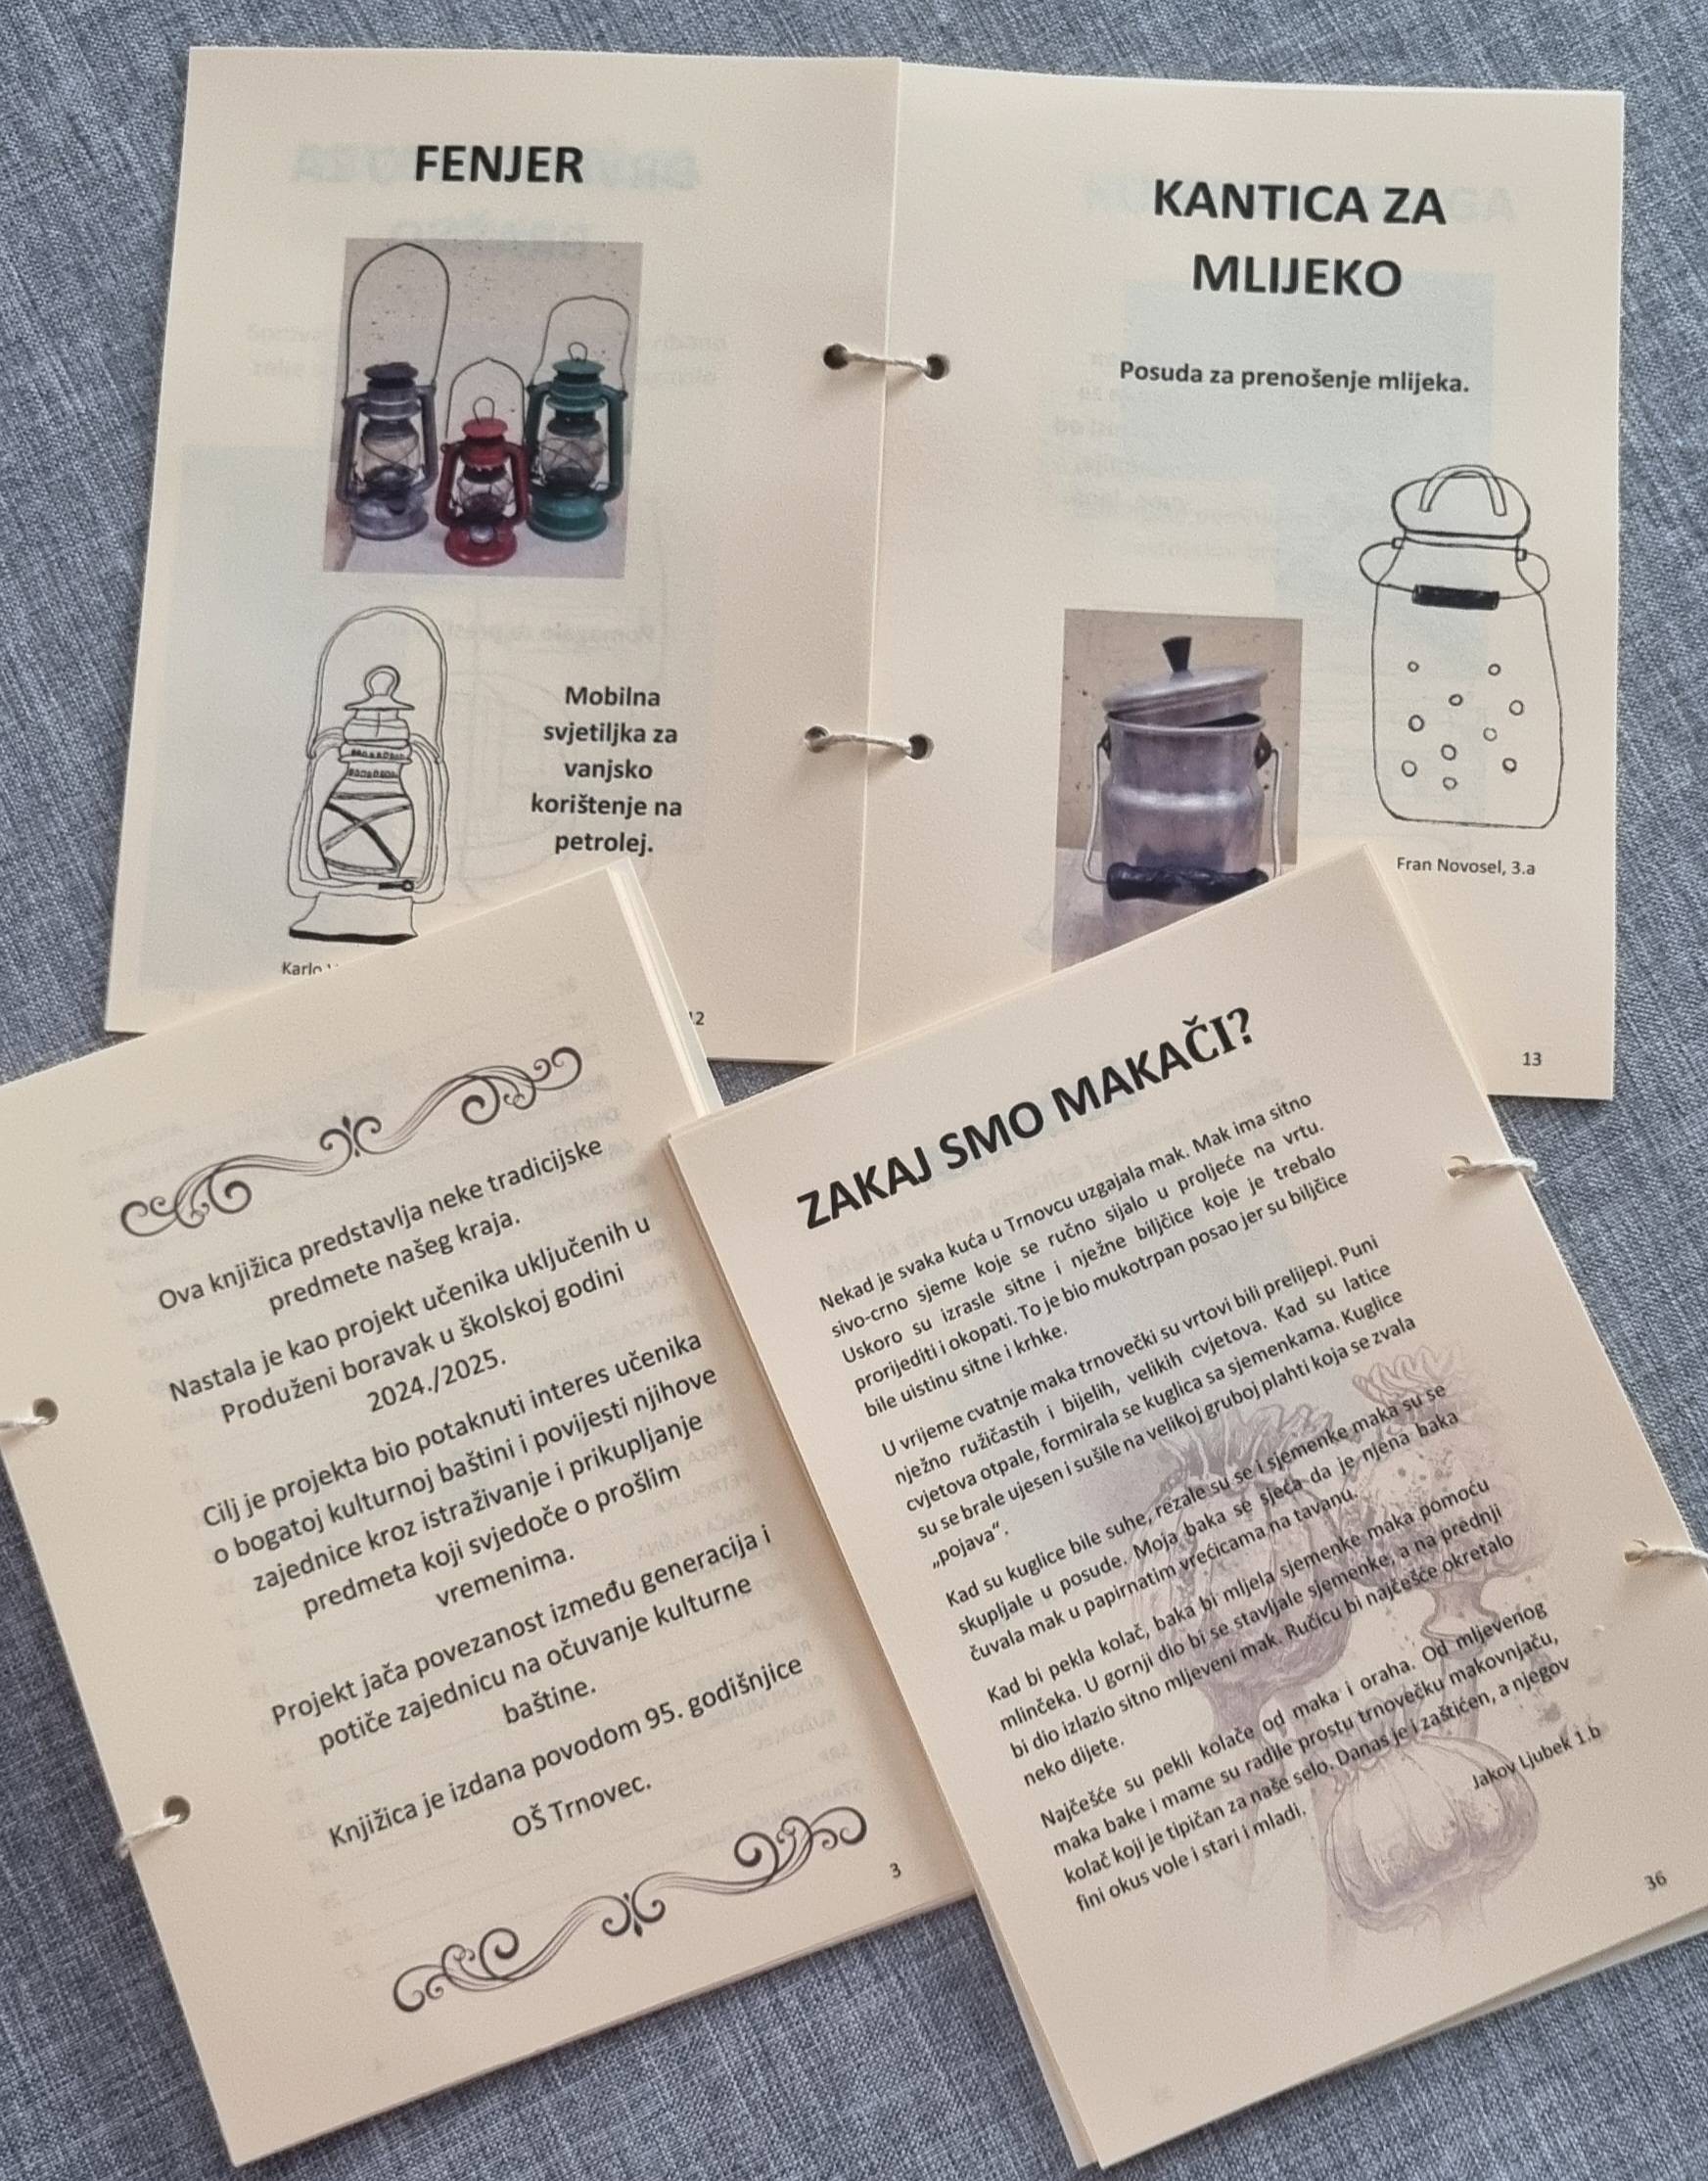 FENJER
Mobilna
svjetiljka za
vanjsko
korištenje na
petrolej.
Karlo
12
KANTICA ZA
MLIJEKO
Posuda za prenošenje mlijeka.
Fran Novosel, 3.a
13
Ova knjižica predstavlja neke tradicijske
predmete našeg kraja.
Nastala je kao projekt učenika uključenih u
Produženi boravak u školskoj godini
2024./2025.
Cilj je projekta bio potaknuti interes učenika
o bogatoj kulturnoj baštini i povijesti njihove
zajednice kroz istraživanje i prikupljanje
predmeta koji svjedoče o prošlim
vremenima.
Projekt jača povezanost između generacija i
potiče zajednicu na očuvanje kulturne
baštine.
Knjižica je izdana povodom 95. godišnjice
OŠ Trnovec.
3
ZAKAJ SMO MAKAČI?
Nekad je svaka kuća u Trnovcu uzgajala mak. Mak ima sitno
sivo-crno sjeme koje se ručno sijalo u proljeće na vrtu.
Uskoro su izrasle sitne i nježne biljčice koje je trebalo
prorijediti i okopati. To je bio mukotrpan posao jer su biljčice
bile uistinu sitne i krhke.
U vrijeme cvatnje maka trnovečki su vrtovi bili prelijepi. Puni
nježno ružičastih i bijelih, velikih cvjetova. Kad su latice
cvjetova otpale, formirala se kuglica sa sjemenkama. Kuglice
su se brale ujesen i sušile na velikoj gruboj plahti koja se zvala
„pojava“.
Kad su kuglice bile suhe, rezale su se i sjemenke maka su se
skupljale u posude. Moja baka se sjeća da je njena baka
čuvala mak u papirnatim vrećicama na tavanu.
Kad bi pekla kolač, baka bi mljela sjemenke maka pomoću
mlinčeka. U gornji dio bi se stavljale sjemenke, a na prednji
bi dio izlazio sitno mljeveni mak. Ručicu bi najčešće okretalo
neko dijete.
Najčešće su pekli kolače od maka i oraha. Od mljevenog
maka bake i mame su radile prostu trnovečku makovnjaču,
kolač koji je tipičan za naše selo. Danas je i zaštićen, a njegov
fini okus vole i stari i mladi.
Jakov Ljubek 1.b
36